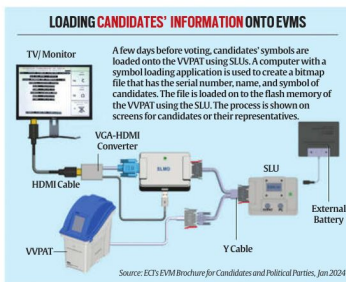 LOADING CANDIDATES' INFORMATION ONTO EVMS
TV/ Monitor
A few days before voting, candidates' symbols are
loaded onto the VVPAT using SLUs. A computer with a
symbol loading application is used to create a bitmap
file that has the serial number, name, and symbol of
candidates. The file is loaded on to the flash memory of
the VVPAT using the SLU. The process is shown on
screens for candidates or their representatives.
VGA-HDMI
Converter
HDMI Cable
SLU
External
Battery
Y Cable
VVPAT
Source: ECI's EVM Brochure for Candidates and Political Parties, Jan 2024